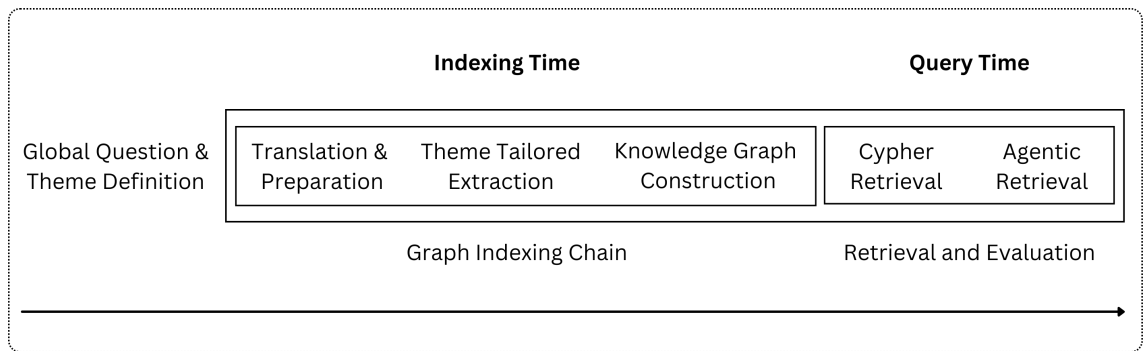 Indexing Time
Query Time
Global Question &
Theme Definition
Translation &
Preparation
Theme Tailored
Extraction
Knowledge Graph
Construction
Cypher
Retrieval
Agentic
Retrieval
Graph Indexing Chain
Retrieval and Evaluation